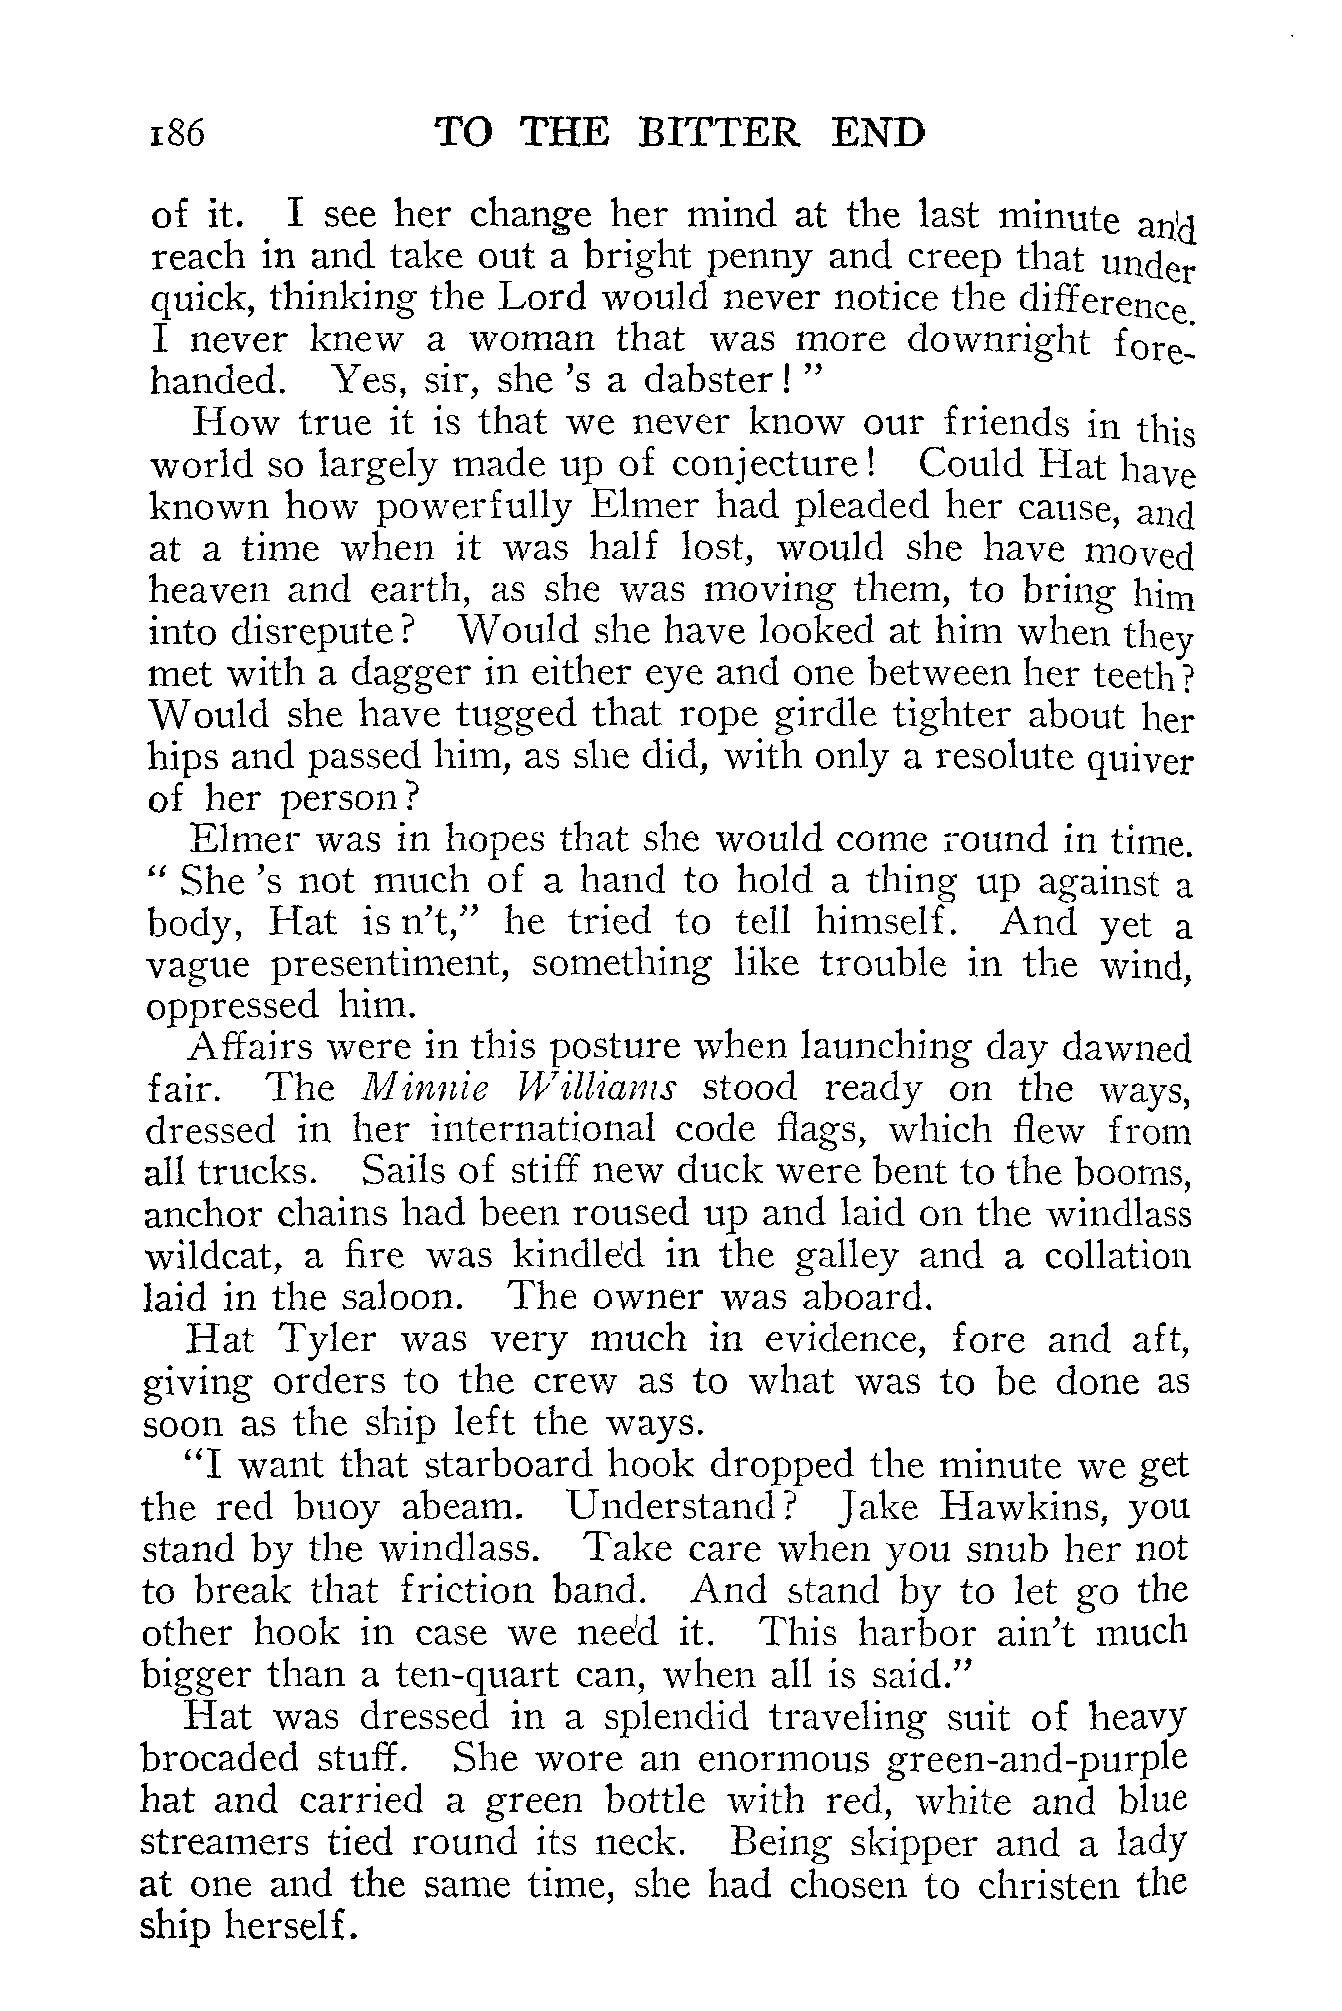 186 TO THE BITTER END
of it. I see her change her mind at the last minute and
reach in and take out a bright penny and creep that under
quick, thinking the Lord would never notice the difference.
I never knew a woman that was more downright fore-
handed. Yes, sir, she 's a dabster ! ”
How true it is that we never know our friends in this
world so largely made up of conjecture ! Could Hat have
known how powerfully Elmer had pleaded her cause, and
at a time when it was half lost, would she have moved
heaven and earth, as she was moving them, to bring him
into disrepute ? Would she have looked at him when they
met with a dagger in either eye and one between her teeth ?
Would she have tugged that rope girdle tighter about her
hips and passed him, as she did, with only a resolute quiver
of her person ?
Elmer was in hopes that she would come round in time.
“ She 's not much of a hand to hold a thing up against a
body, Hat is n't,” he tried to tell himself. And yet a
vague presentiment, something like trouble in the wind,
oppressed him.
Affairs were in this posture when launching day dawned
fair. The Minnie Williams stood ready on the ways,
dressed in her international code flags, which flew from
all trucks. Sails of stiff new duck were bent to the booms,
anchor chains had been roused up and laid on the windlass
wildcat, a fire was kindled in the galley and a collation
laid in the saloon. The owner was aboard.
Hat Tyler was very much in evidence, fore and aft,
giving orders to the crew as to what was to be done as
soon as the ship left the ways.
“I want that starboard hook dropped the minute we get
the red buoy abeam. Understand ? Jake Hawkins, you
stand by the windlass. Take care when you snub her not
to break that friction band. And stand by to let go the
other hook in case we need it. This harbor ain't much
bigger than a ten-quart can, when all is said.”
Hat was dressed in a splendid traveling suit of heavy
brocaded stuff. She wore an enormous green-and-purple
hat and carried a green bottle with red, white and blue
streamers tied round its neck. Being skipper and a lady
at one and the same time, she had chosen to christen the
ship herself.